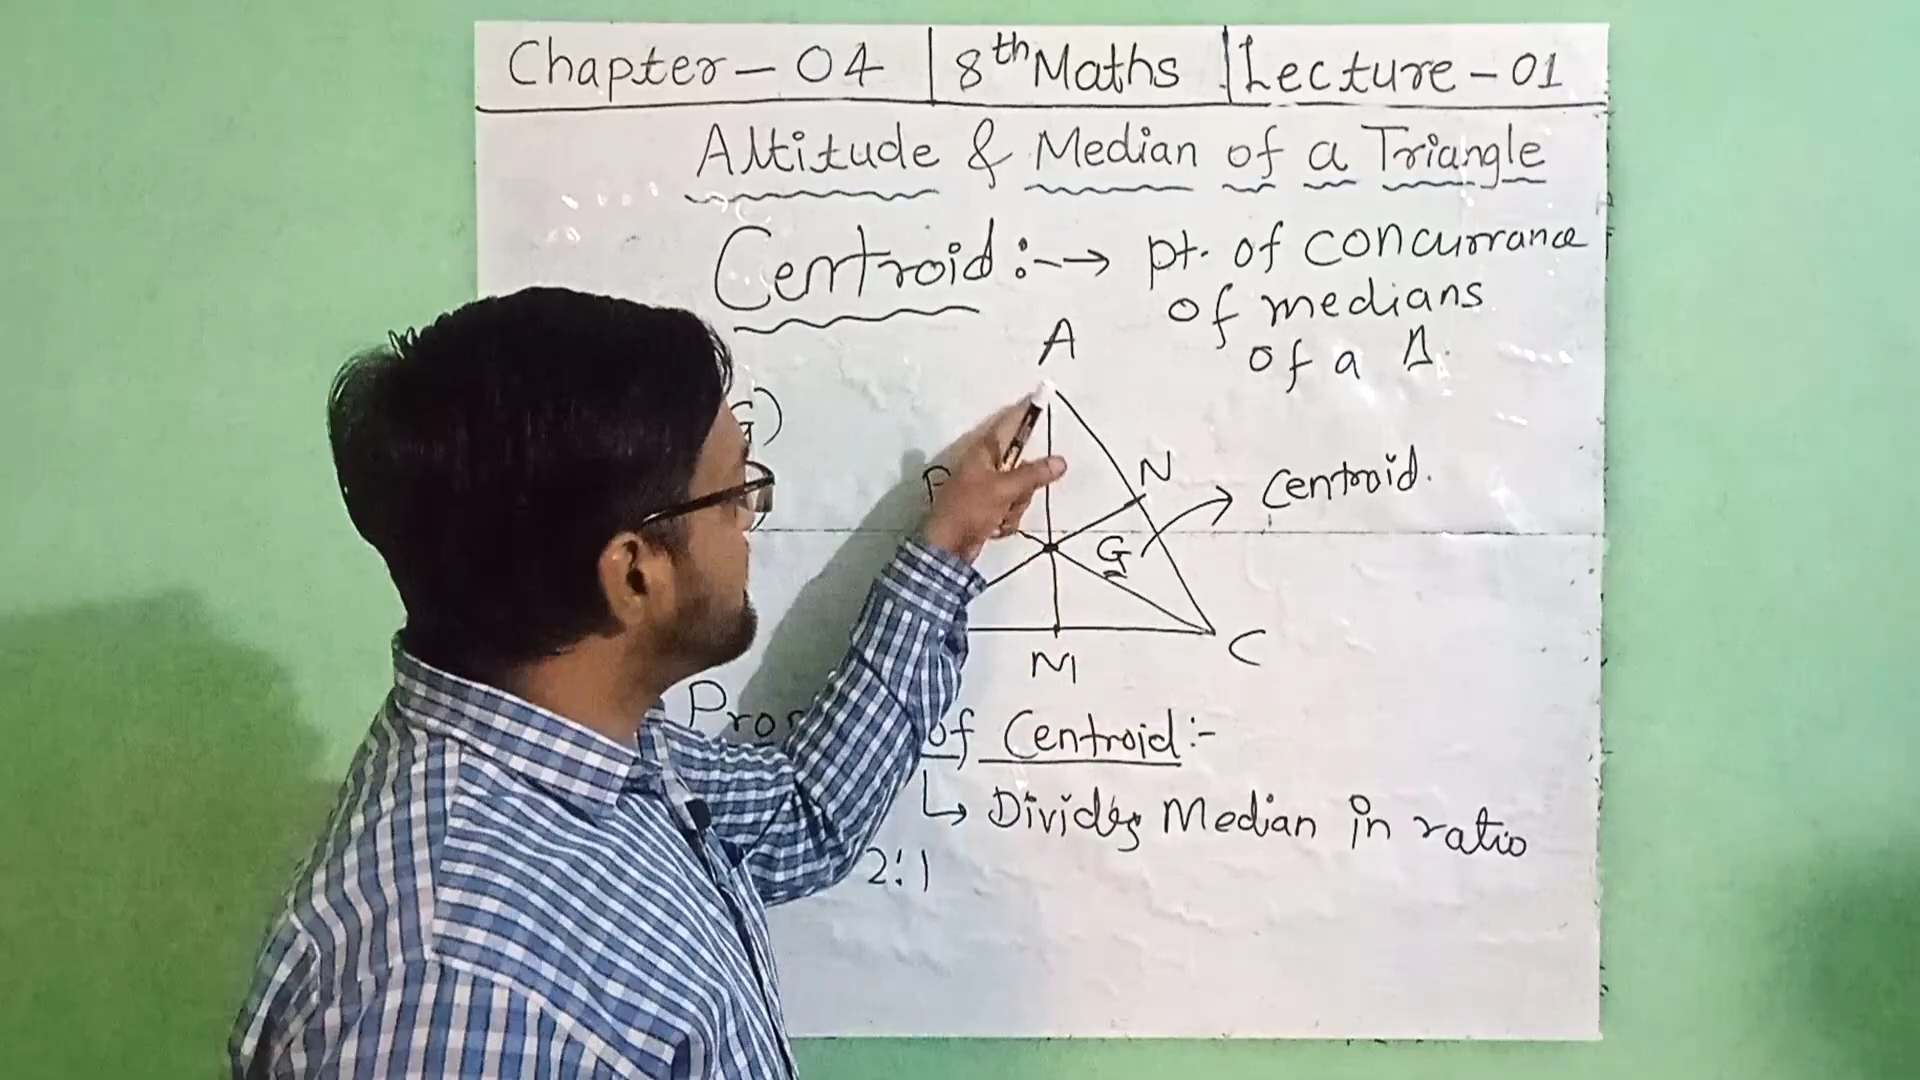 Chapter - 04 | 8th Maths | Lecture - 01
Altitude & Median of a Triangle
Centroid :- → pt. of concurrance
of medians
of a Δ.
A
G)
N
Centroid.
G
C
M
of Centroid :-
↳ Divides Median in ratio
2:1